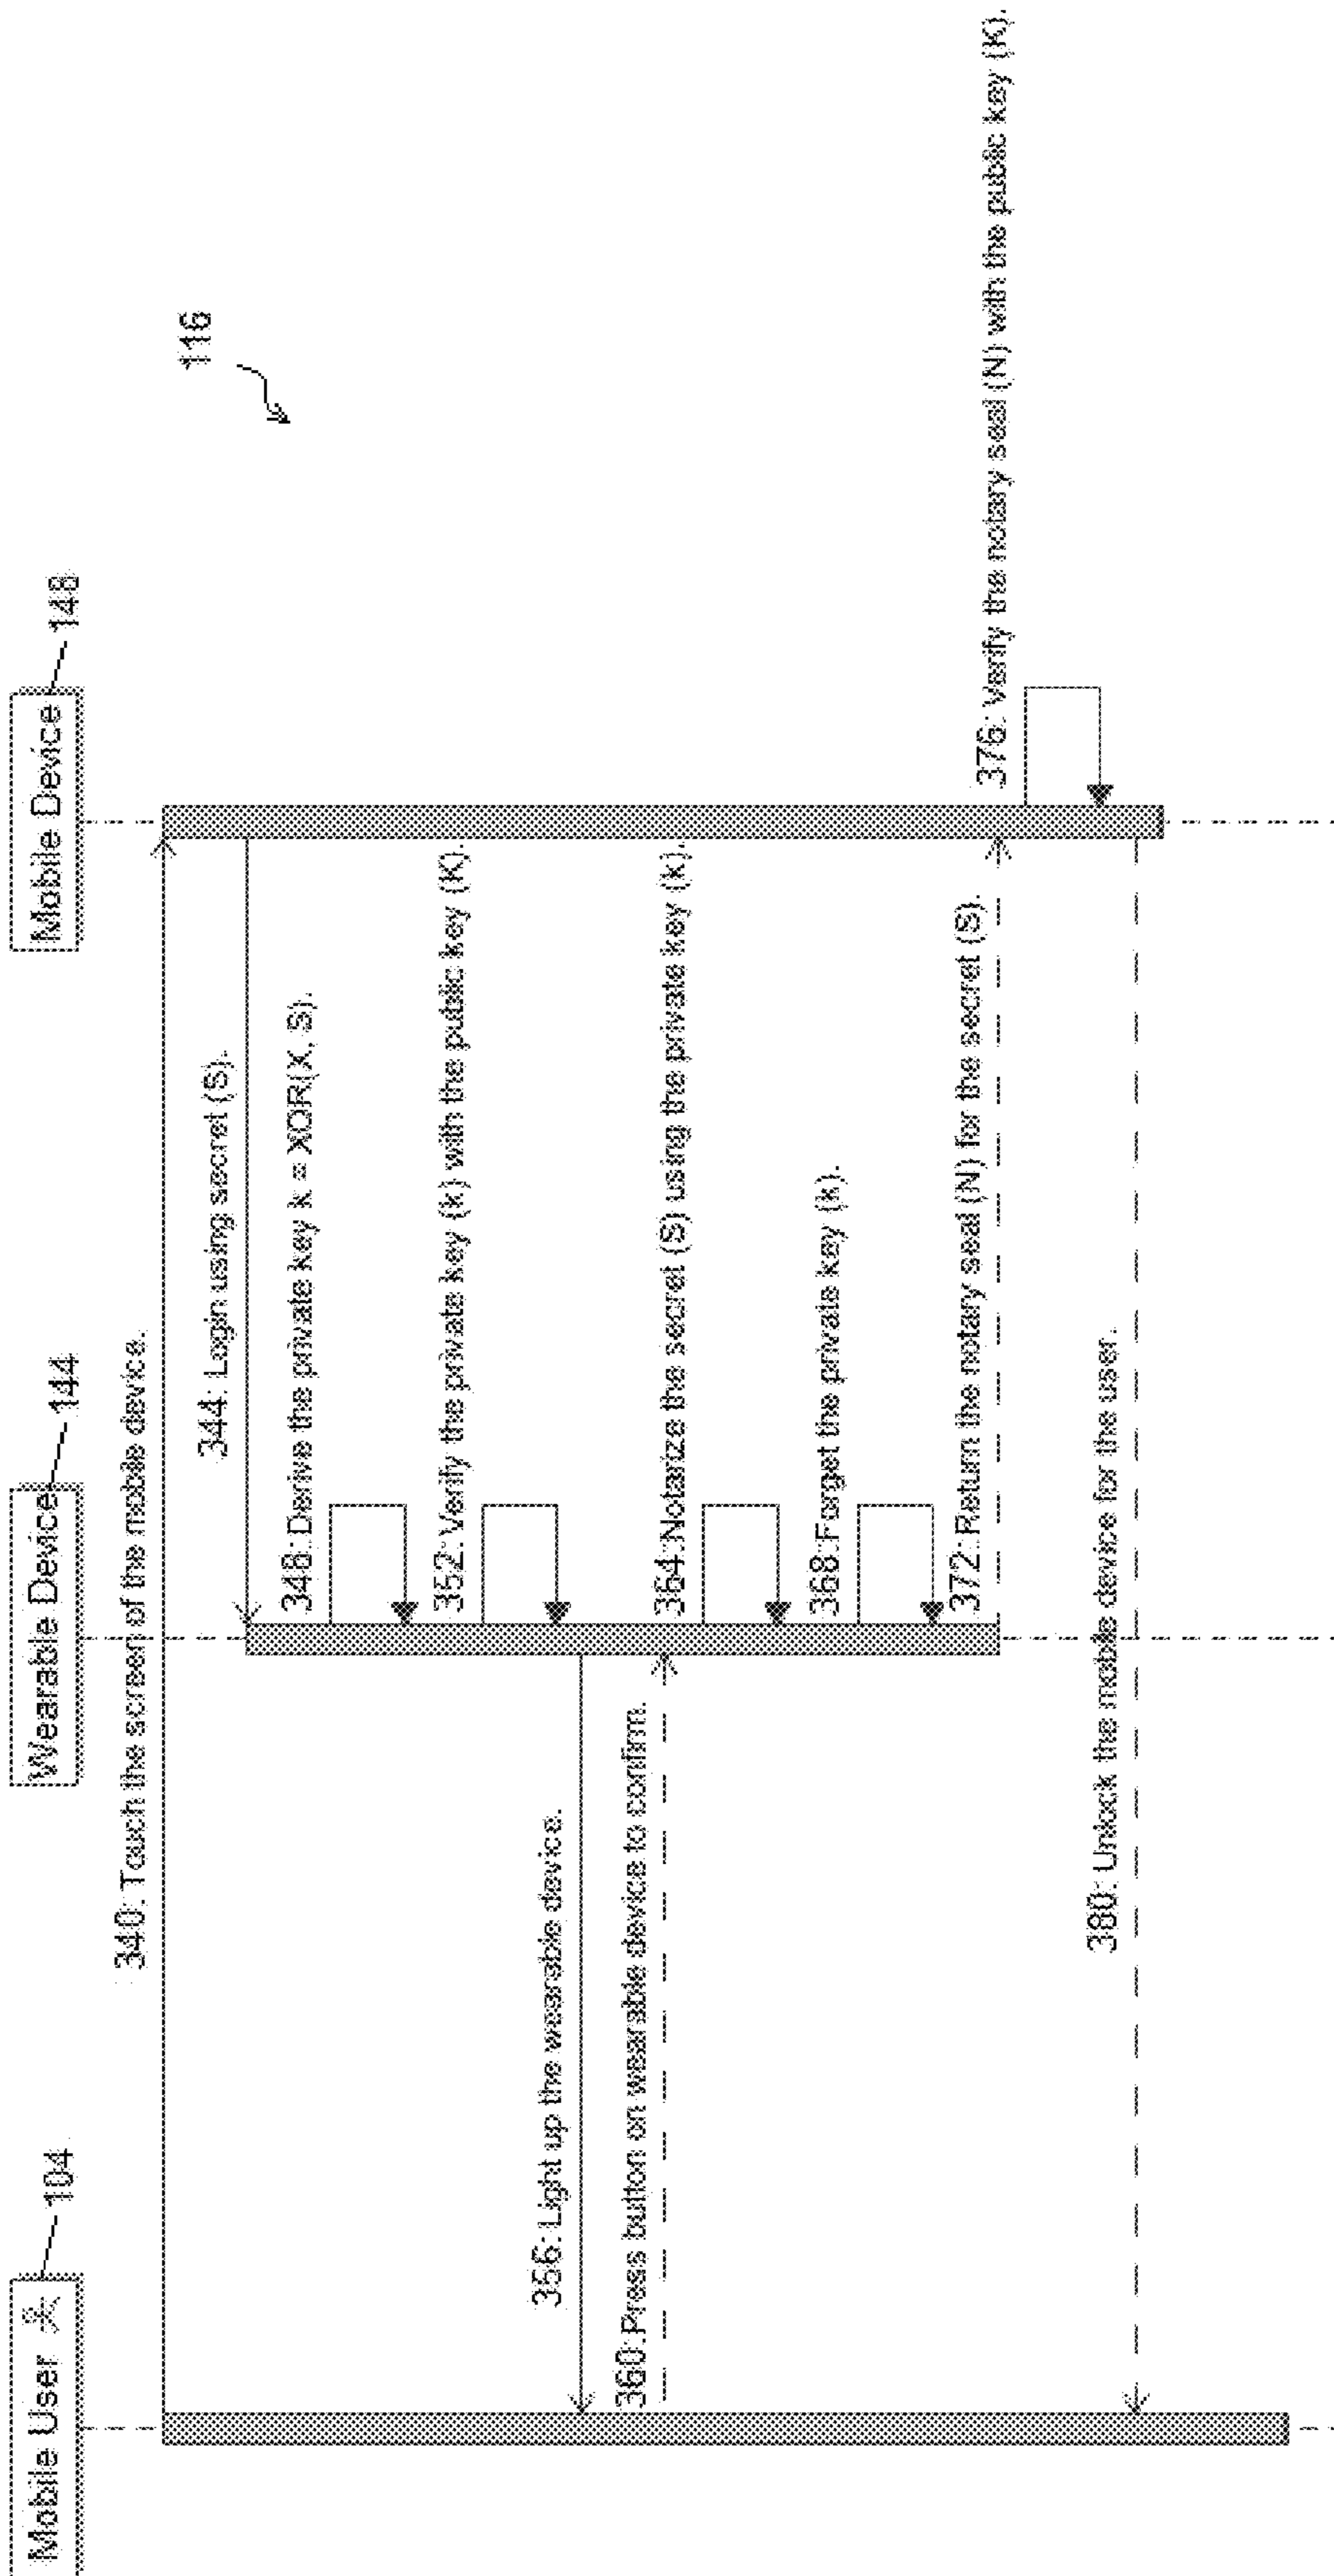 Mobile User
104
Wearable Device
144
Mobile Device
148
116
340: Touch the screen of the mobile device.
344: Login using secret (S).
348: Derive the private key k = XOR(X, S).
352: Verify the private key (k) with the public key (K).
356: Light up the wearable device.
360: Press button on wearable device to confirm.
364: Notarize the secret (S) using the private key (k).
368: Forget the private key (k).
372: Return the notary seal (N) for the secret (S).
376: Verify the notary seal (N) with the public key (K).
380: Unlock the mobile device for the user.